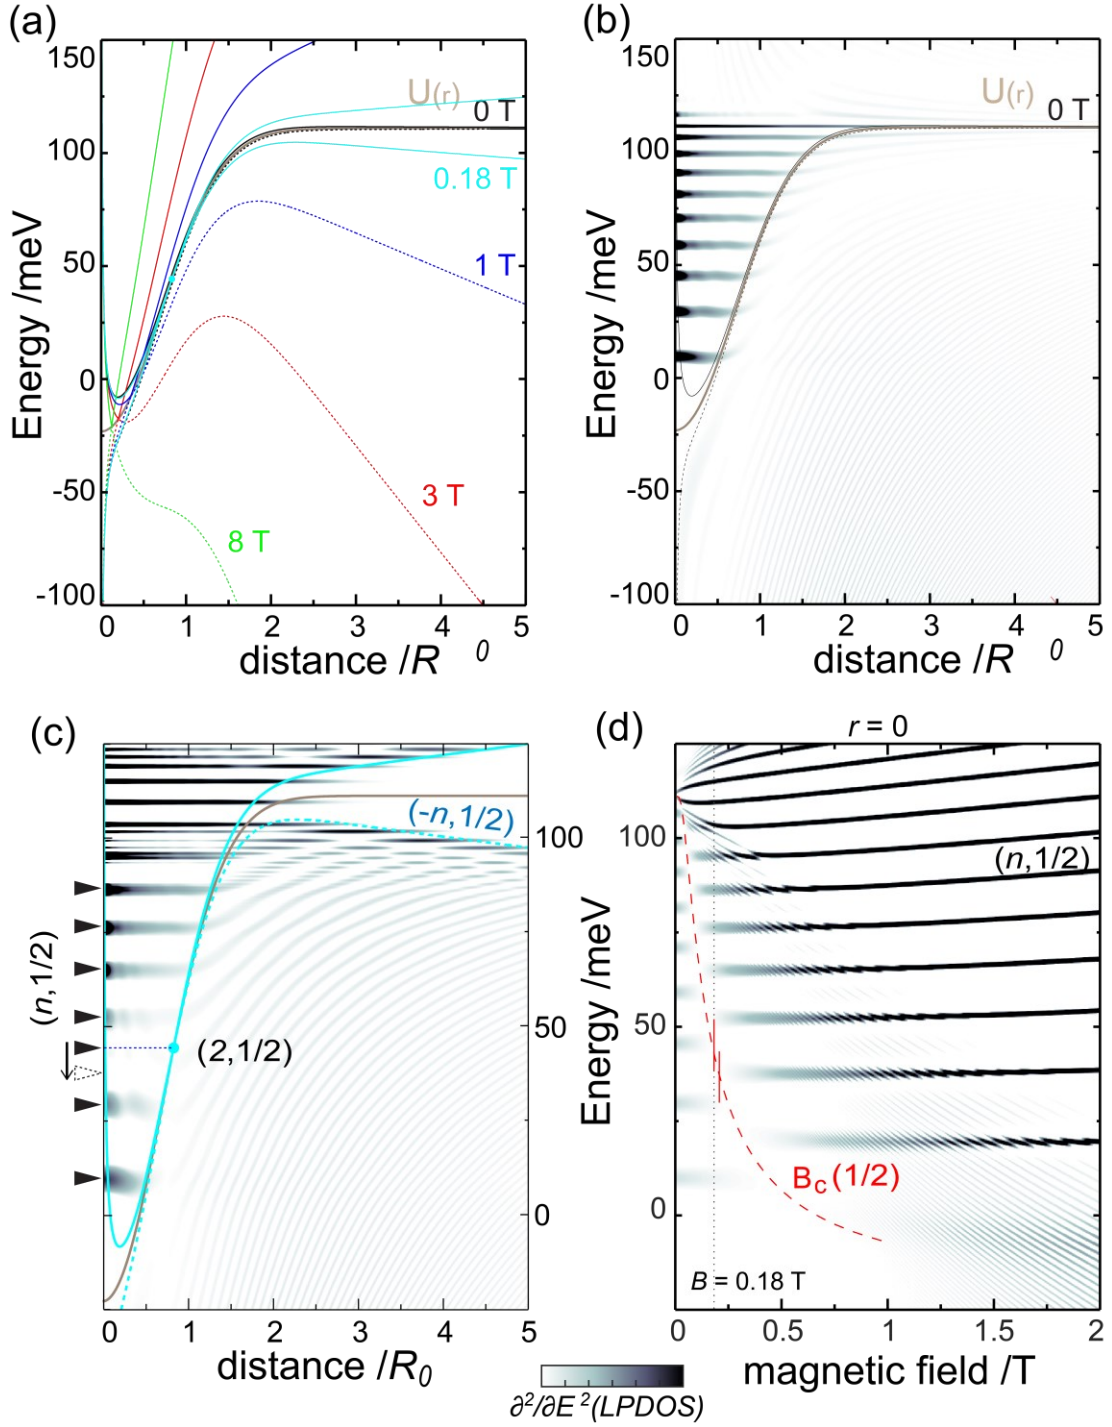 (a)
150
100
50
0
-50
-100
Energy /meV
U(r)
0 T
0.18 T
1 T
3 T
8 T
0 1 2 3 4 5
distance /R 0
(b)
150
100
50
0
-50
-100
Energy /meV
U(r)
0 T
0 1 2 3 4 5
distance /R 0
(c)
(-n,1/2)
(n,1/2)
(2,1/2)
100
50
0
0 1 2 3 4 5
distance /R0
(d)
r = 0
100
50
0
Energy /meV
(n,1/2)
Bc(1/2)
B = 0.18 T
0 0.5 1 1.5 2
magnetic field /T
∂²/∂E²(LPDOS)